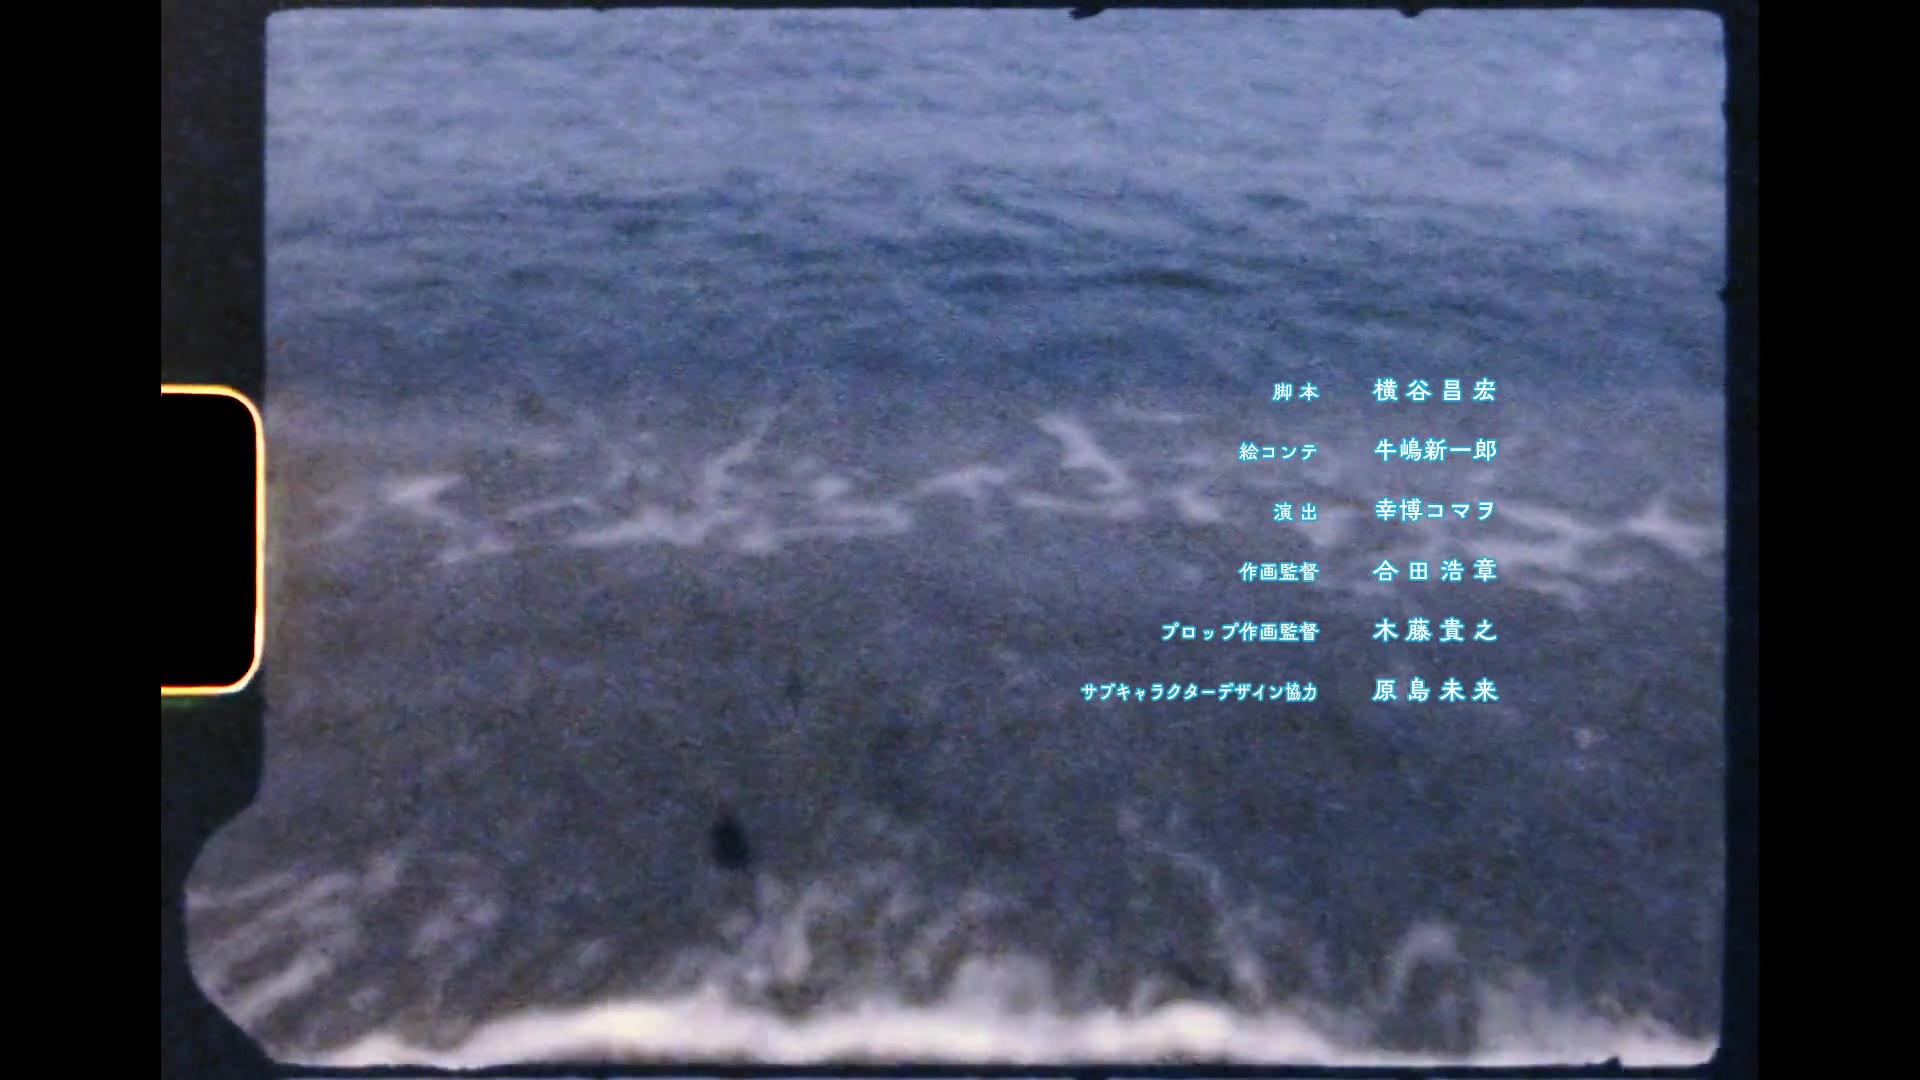 脚本 横谷昌宏
絵コンテ 牛嶋新一郎
演出 幸博コマヲ
作画監督 合田浩章
プロップ作画監督 木藤貴之
サブキャラクターデザイン協力 原島未来